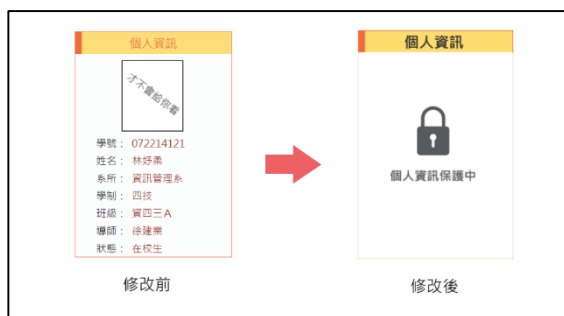 個人資訊
才不會給你看
學號： 072214121
姓名： 林妤柔
系所： 資訊管理系
學制： 四技
班級： 資四三A
導師： 徐建業
狀態： 在校生
修改前
個人資訊
個人資訊保護中
修改後